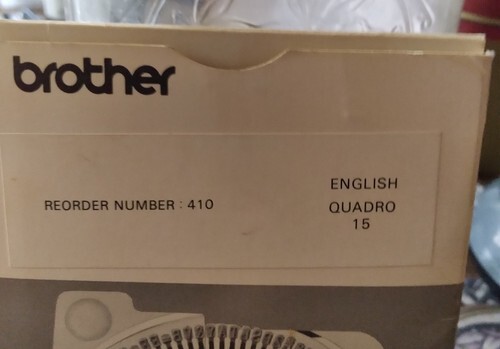 brother
REORDER NUMBER : 410
ENGLISH
QUADRO
15